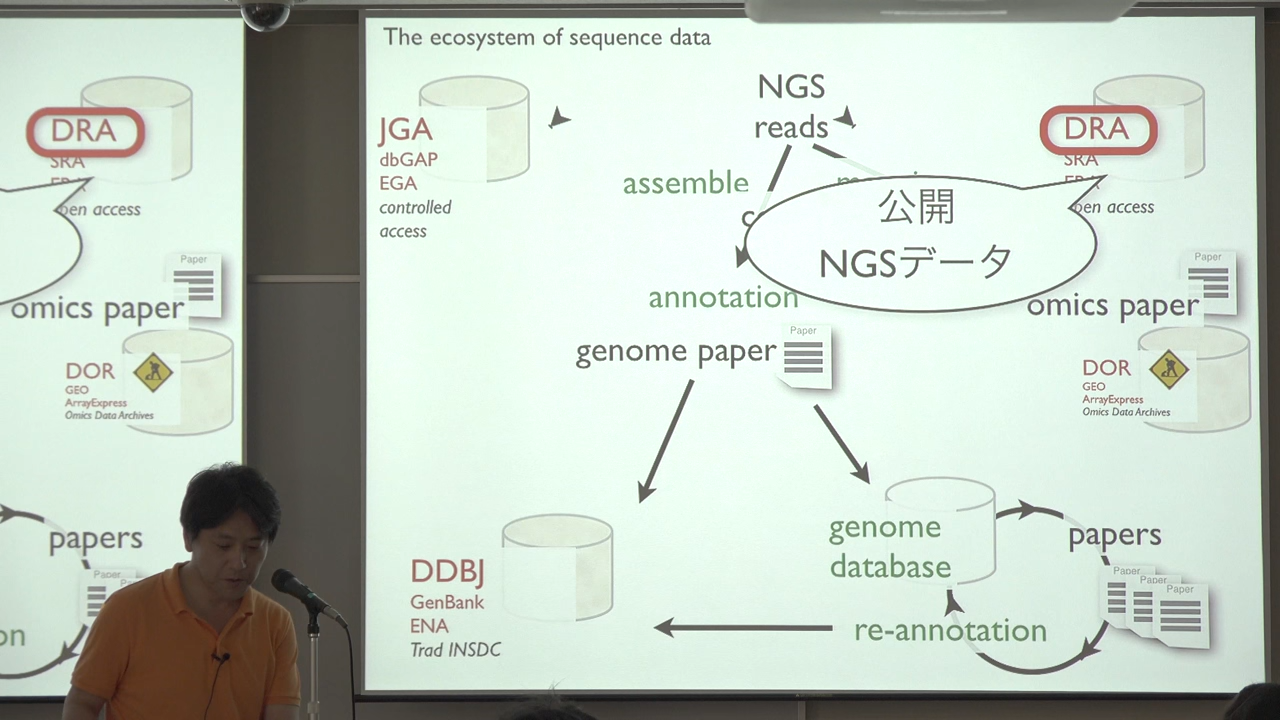 The ecosystem of sequence data
DRA
SRA
open access
Paper
omics paper
DOR
GEO
ArrayExpress
Omics Data Archives
papers
Paper
on
JGA
dbGAP
EGA
controlled
access
NGS
reads
assemble
公開
NGSデータ
annotation
genome paper
Paper
DRA
SRA
open access
Paper
omics paper
DOR
GEO
ArrayExpress
Omics Data Archives
DDBJ
GenBank
ENA
Trad INSDC
genome
database
papers
Paper
Paper
Paper
re-annotation